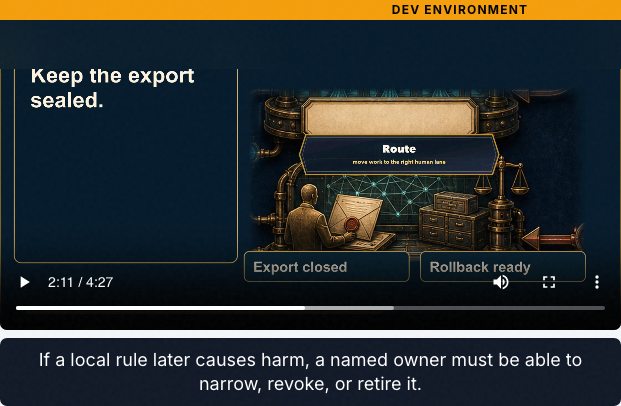 DEV ENVIRONMENT
Keep the export
sealed.
Route
move work to the right human lane
Export closed
Rollback ready
2:11 / 4:27
If a local rule later causes harm, a named owner must be able to
narrow, revoke, or retire it.